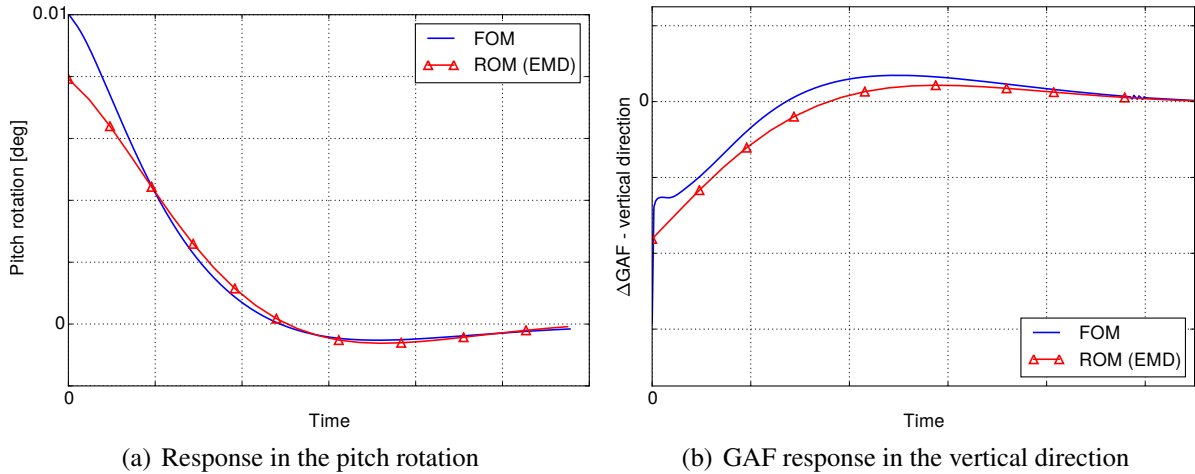 0.01
FOM
ROM (EMD)
Pitch rotation [deg]
0
0
Time
(a) Response in the pitch rotation
0
ΔGAF - vertical direction
FOM
ROM (EMD)
0
Time
(b) GAF response in the vertical direction